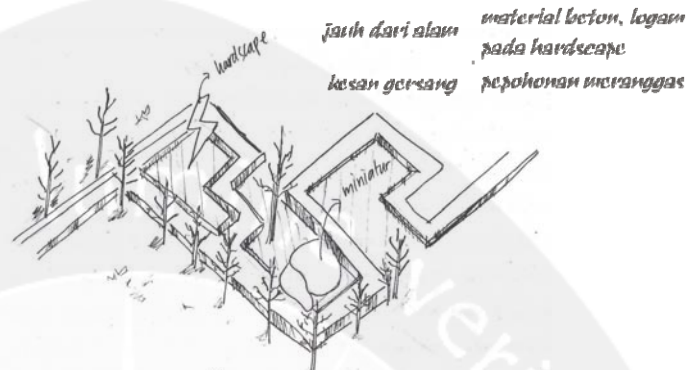 jauh dari alam
material beton, logam
pada hardscape
kesan gersang
pepohonan meranggas
hardscape
miniatur